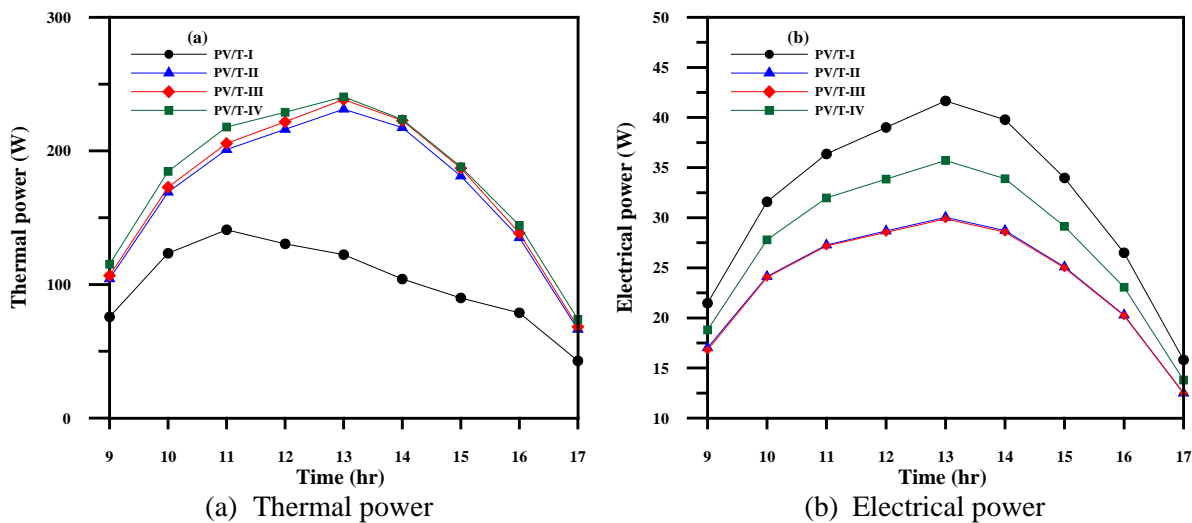 (a)
PV/T-I
PV/T-II
PV/T-III
PV/T-IV
300
200
100
0
Thermal power (W)
9 10 11 12 13 14 15 16 17
Time (hr)
(a) Thermal power
(b)
PV/T-I
PV/T-II
PV/T-III
PV/T-IV
50
45
40
35
30
25
20
15
10
Electrical power (W)
9 10 11 12 13 14 15 16 17
Time (hr)
(b) Electrical power